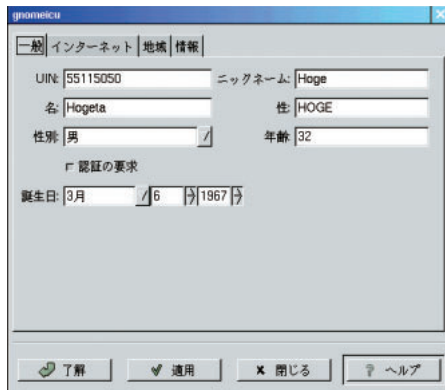 gnomeicu
一般 インターネット 地域 情報
UIN: 55115050 ニックネーム: Hoge
名: Hogeta 姓: HOGE
性別: 男 年齢: 32
認証の要求
誕生日: 3月 6 1967
了解 適用 閉じる ヘルプ